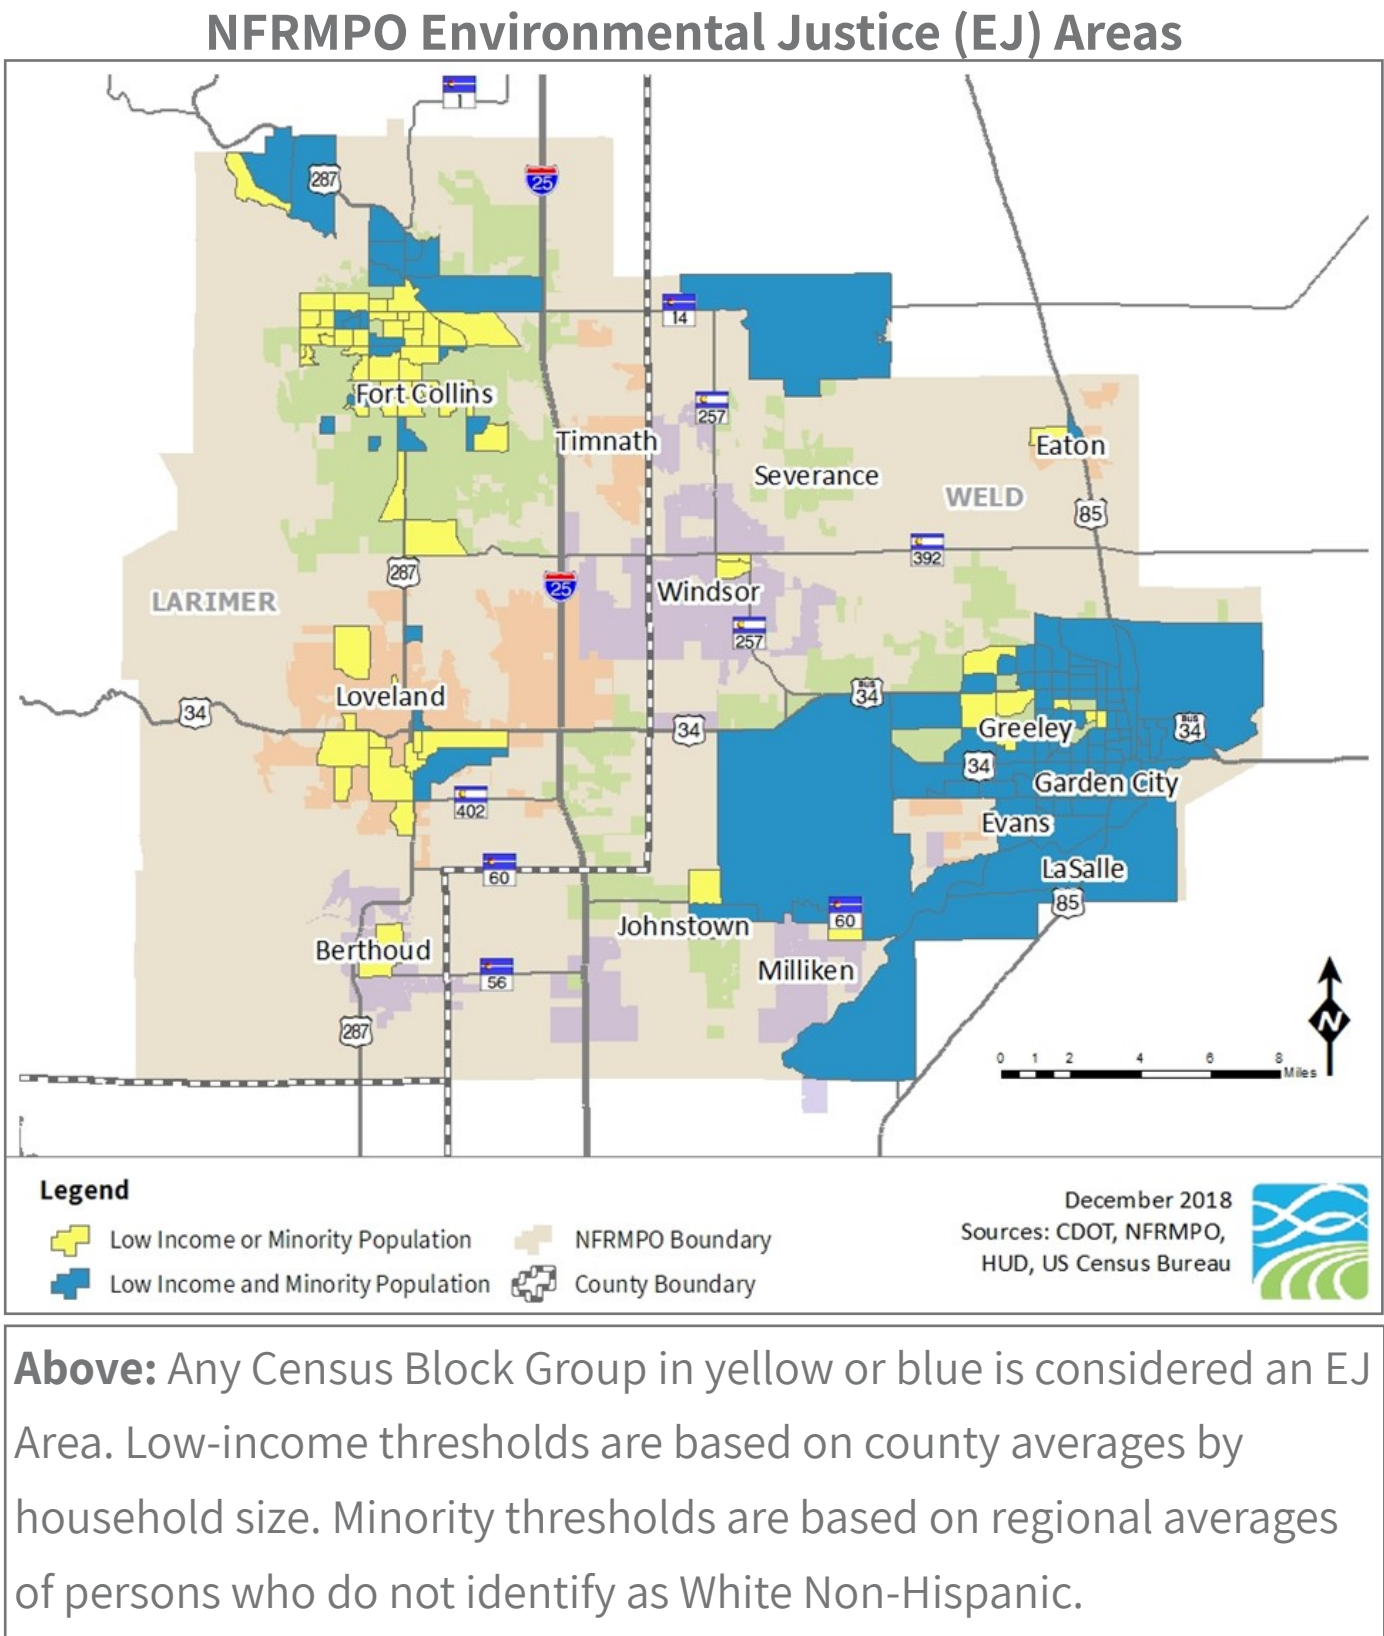 NFRMPO Environmental Justice (EJ) Areas
1
287
25
14
257
Fort Collins
Timnath
Eaton
Severance
WELD
85
392
287
25
Windsor
LARIMER
257
Loveland
BUS 34
34
34
Greeley
BUS 34
34
Garden City
402
Evans
60
LaSalle
85
60
Johnstown
Berthoud
Milliken
56
287
N
0 1 2 4 6 8
Miles
Legend
Low Income or Minority Population
NFRMPO Boundary
Low Income and Minority Population
County Boundary
December 2018
Sources: CDOT, NFRMPO,
HUD, US Census Bureau
Above: Any Census Block Group in yellow or blue is considered an EJ
Area. Low-income thresholds are based on county averages by
household size. Minority thresholds are based on regional averages
of persons who do not identify as White Non-Hispanic.